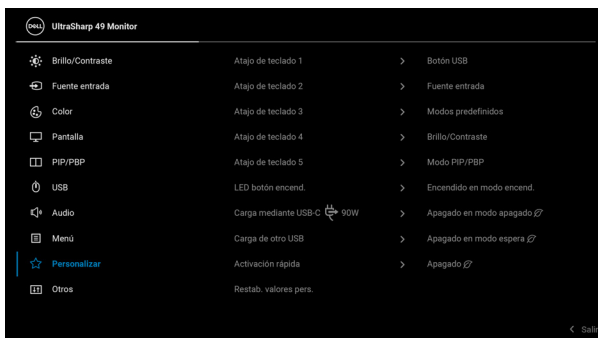 DELL UltraSharp 49 Monitor
Brillo/Contraste Atajo de teclado 1 > Botón USB
Fuente entrada Atajo de teclado 2 > Fuente entrada
Color Atajo de teclado 3 > Modos predefinidos
Pantalla Atajo de teclado 4 > Brillo/Contraste
PIP/PBP Atajo de teclado 5 > Modo PIP/PBP
USB LED botón encend. > Encendido en modo encend.
Audio Carga mediante USB-C 90W > Apagado en modo apagado
Menú Carga de otro USB > Apagado en modo espera
Personalizar Activación rápida > Apagado
Otros Restab. valores pers.
< Salir